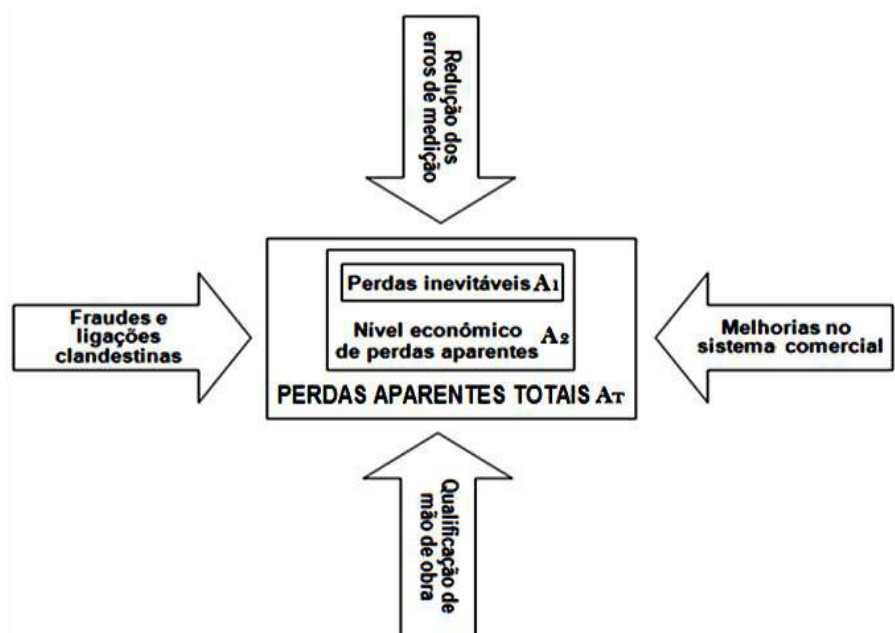 Redução dos
erros de medição
Perdas inevitáveis A1
Nível econômico
de perdas aparentes A2
PERDAS APARENTES TOTAIS AT
Fraudes e
ligações
clandestinas
Melhorias no
sistema comercial
Qualificação de
mão de obra